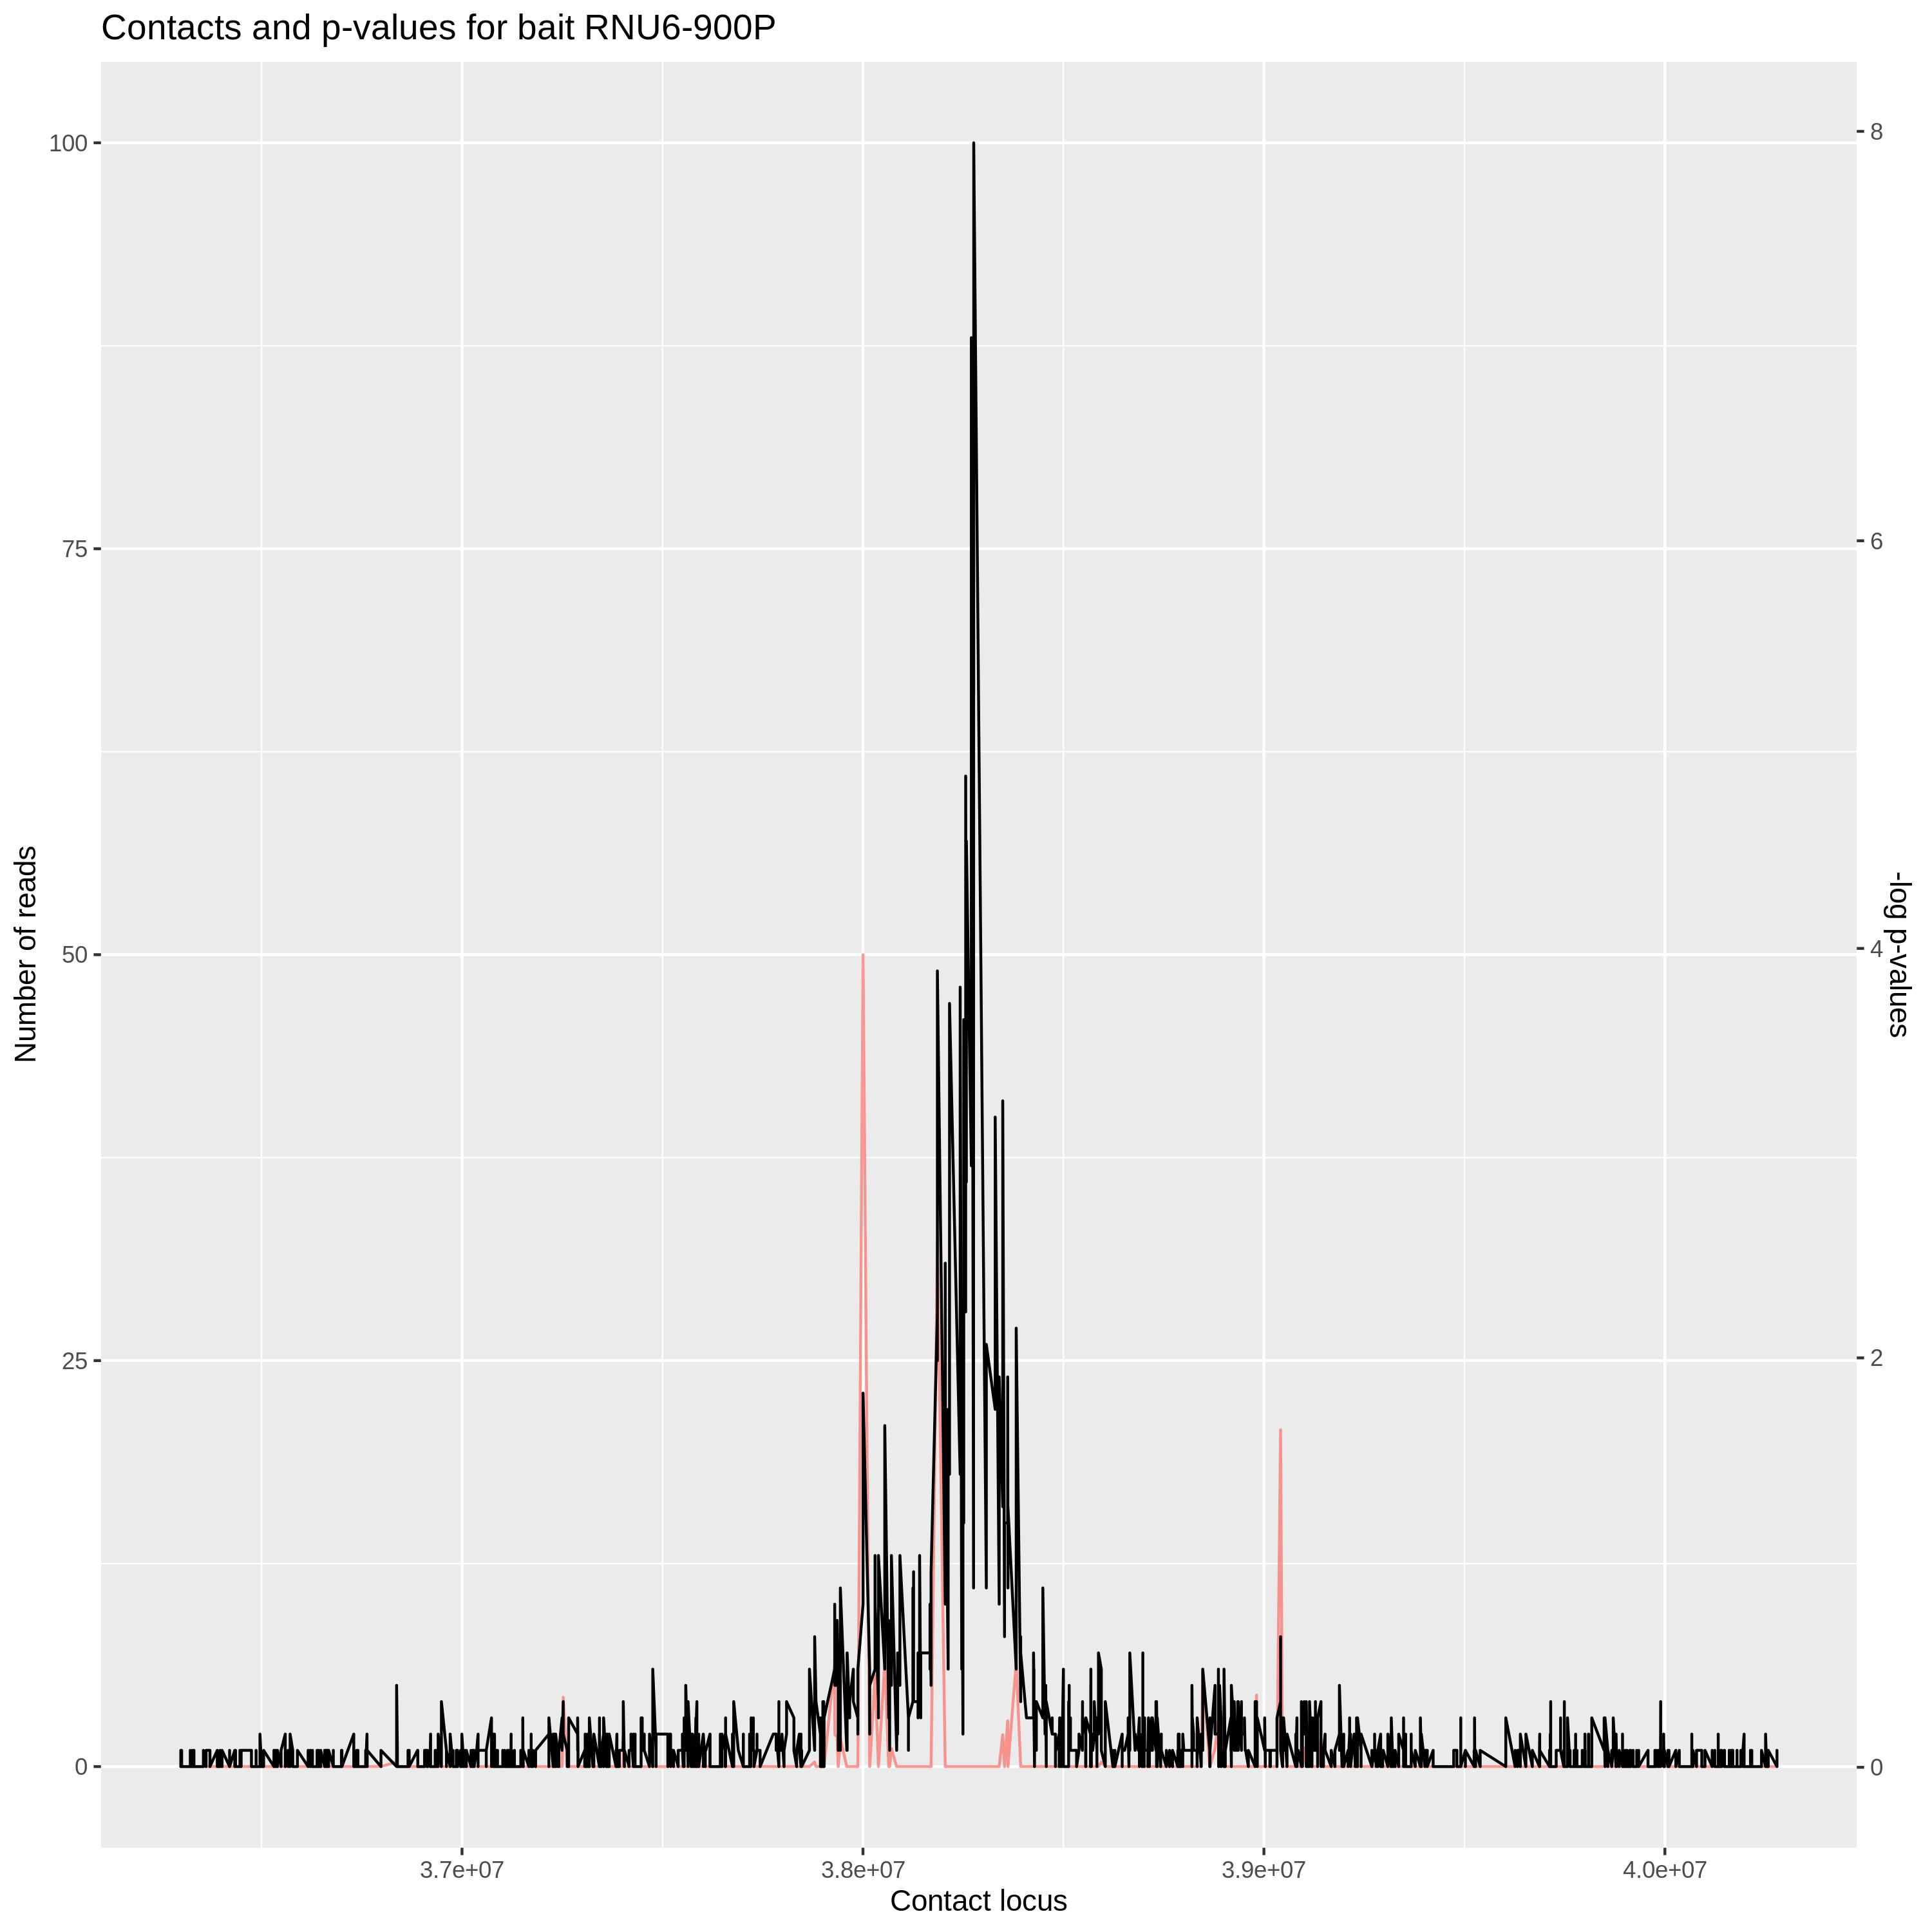 Contacts and p-values for bait RNU6-900P
100
75
50
25
0
Number of reads
8
6
4
2
0
-log p-values
3.7e+07
3.8e+07
3.9e+07
4.0e+07
Contact locus